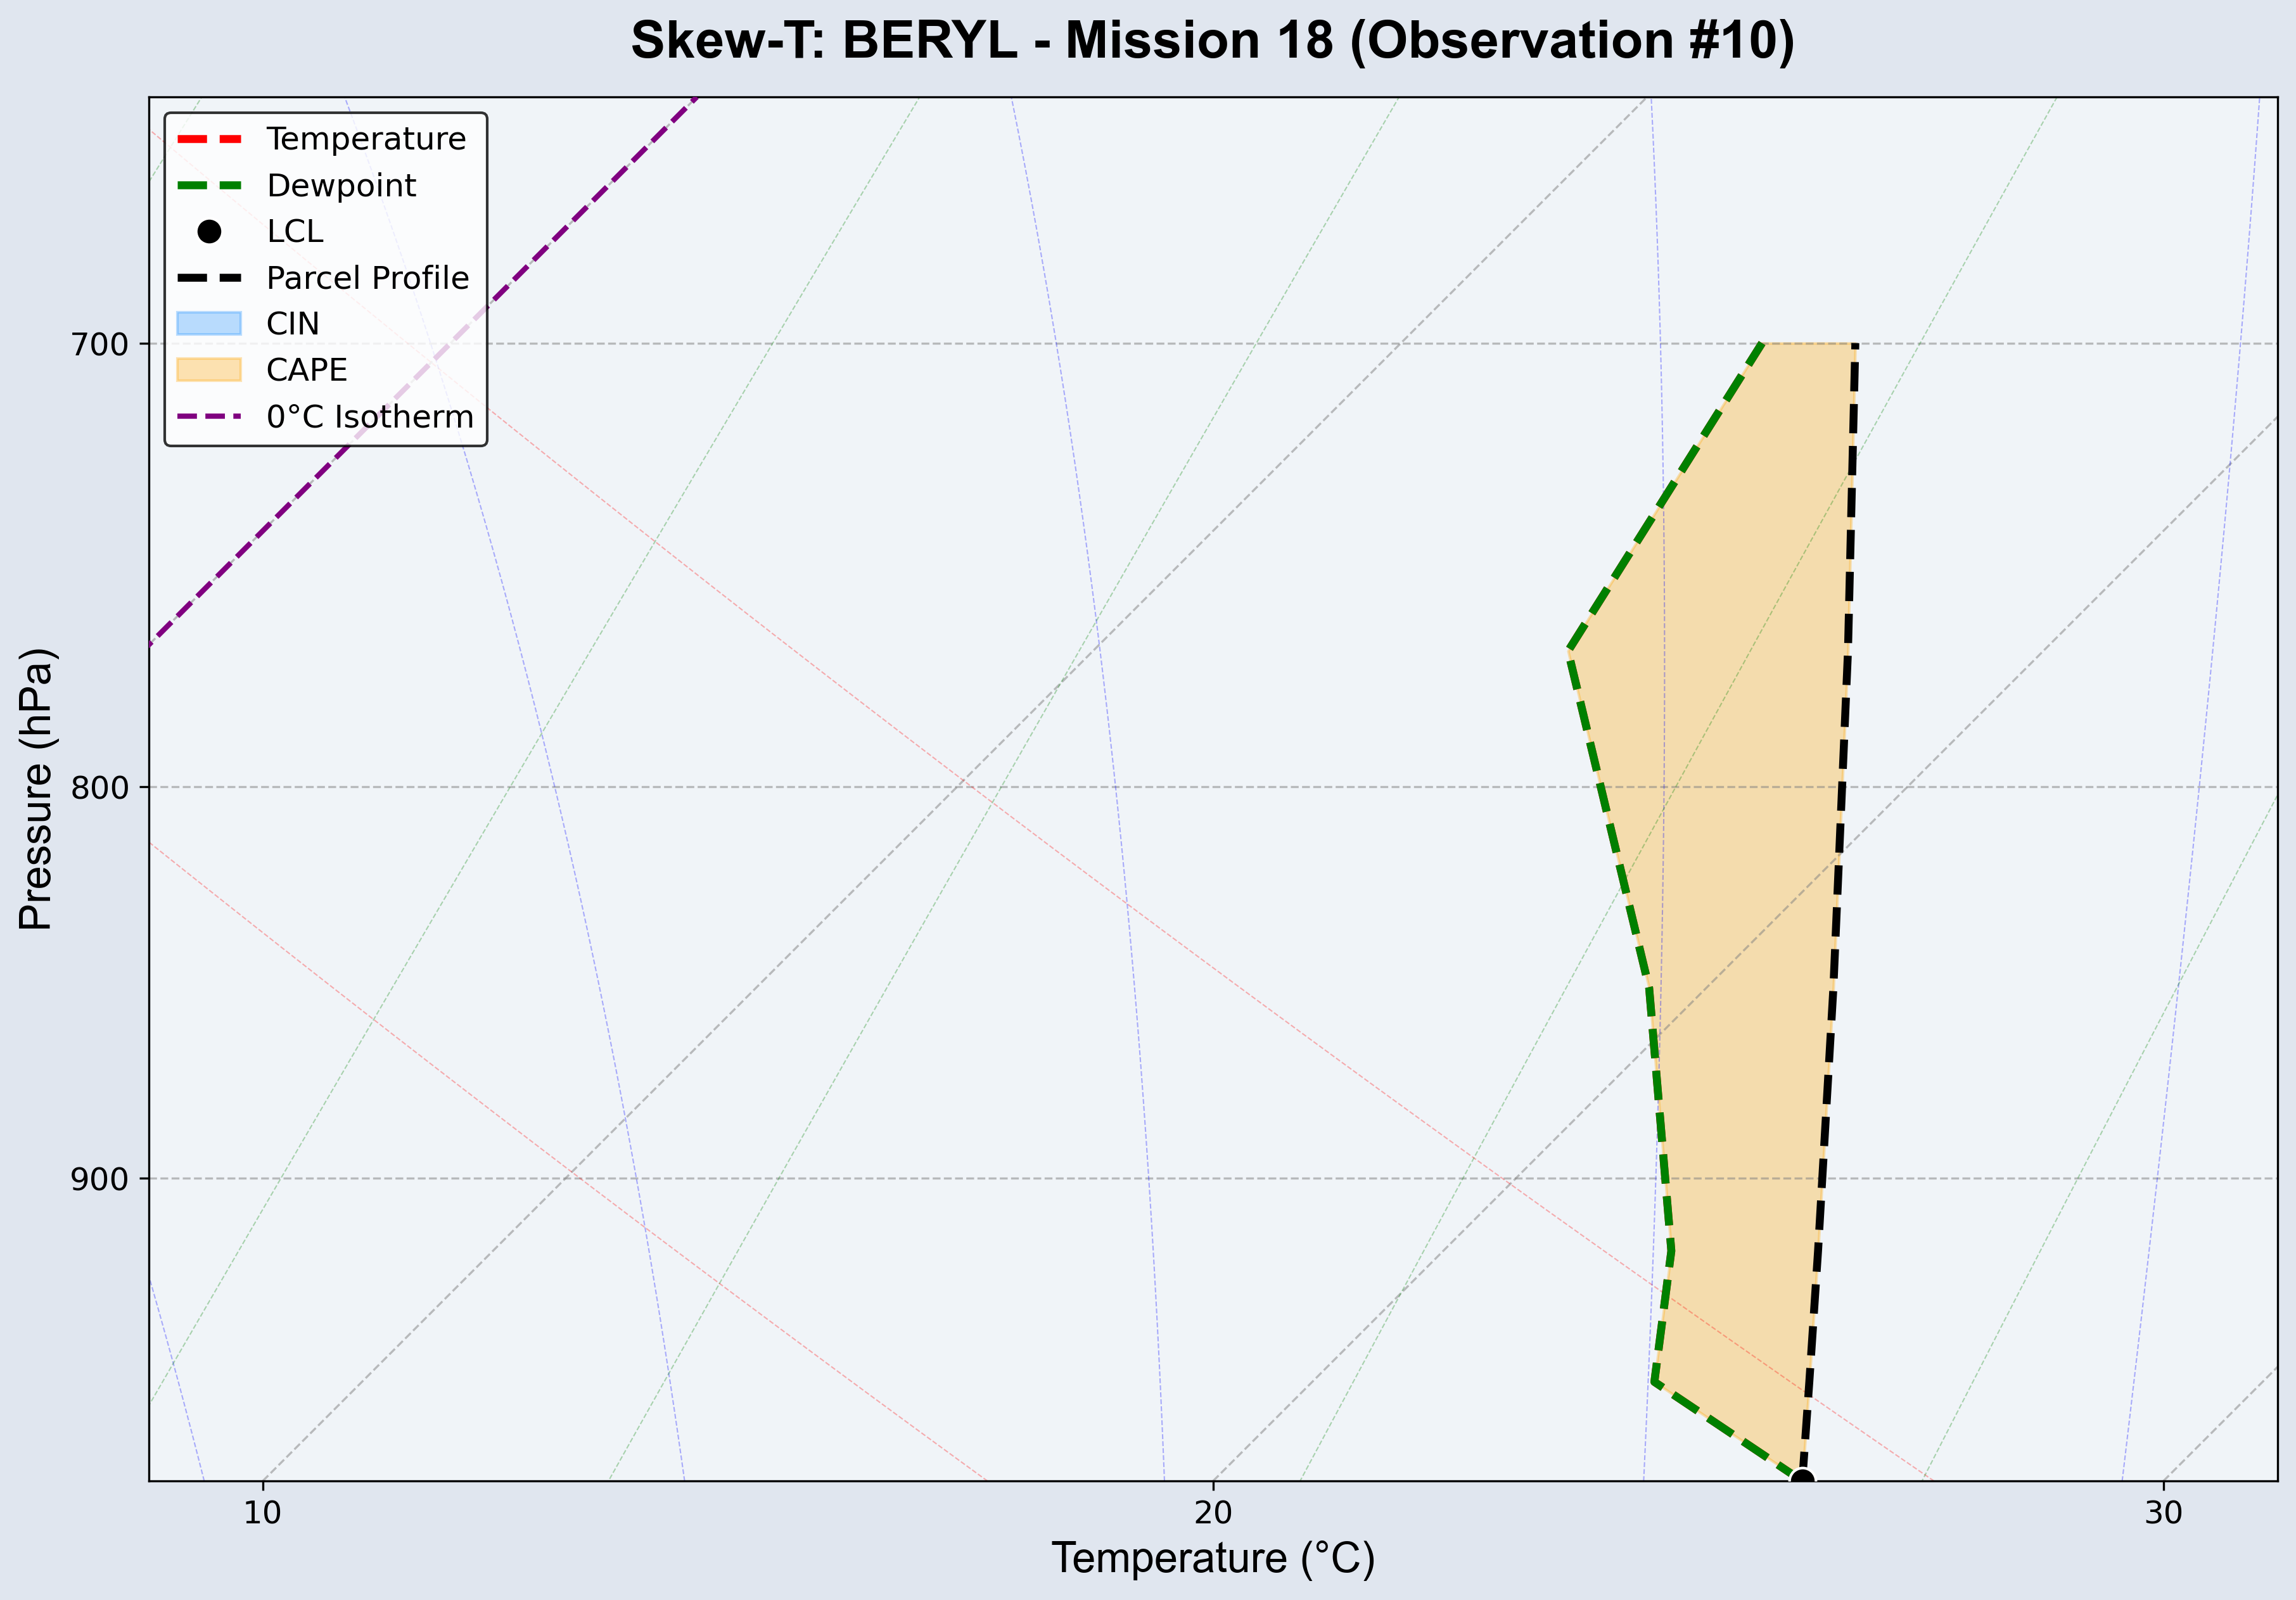 Skew-T: BERYL - Mission 18 (Observation #10)
Temperature
Dewpoint
LCL
Parcel Profile
CIN
CAPE
0°C Isotherm
700
800
900
Pressure (hPa)
10 20 30
Temperature (°C)